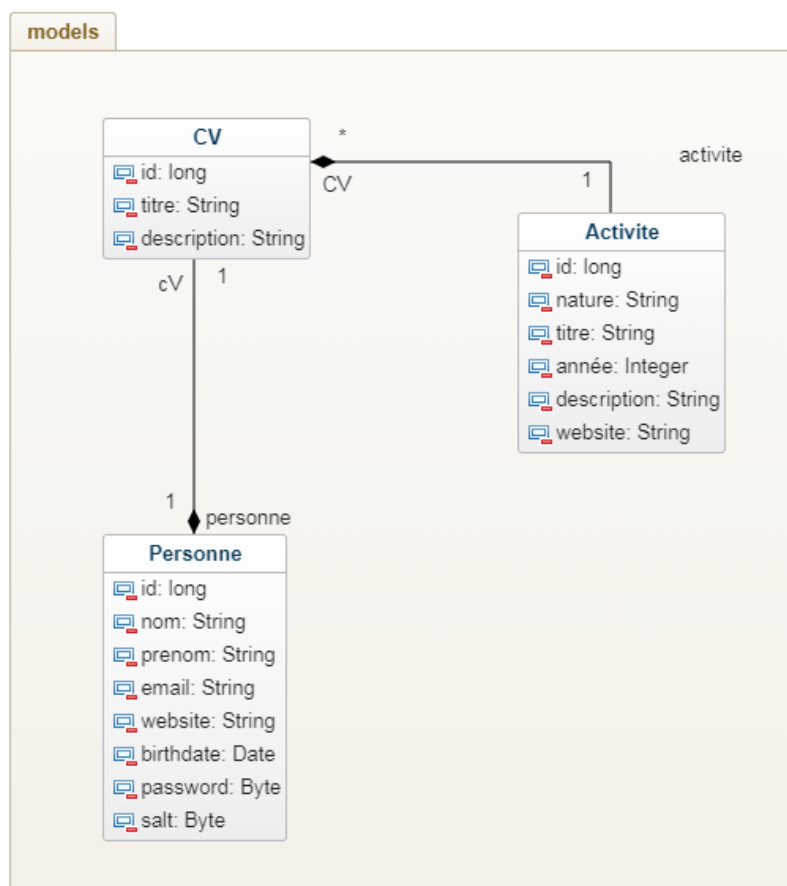 models
CV
id: long
titre: String
description: String
*
CV
1
activite
Activite
id: long
nature: String
titre: String
année: Integer
description: String
website: String
cV
1
1
personne
Personne
id: long
nom: String
prenom: String
email: String
website: String
birthdate: Date
password: Byte
salt: Byte